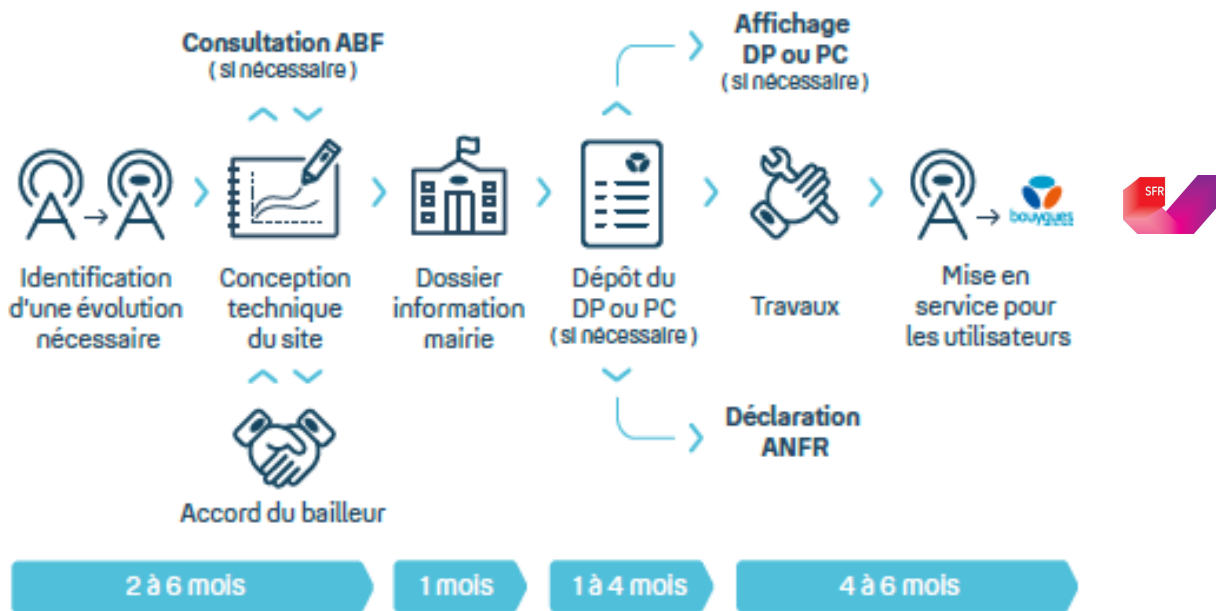 Consultation ABF
( si nécessaire )
Affichage
DP ou PC
( si nécessaire )
Identification
d'une évolution
nécessaire
Conception
technique
du site
Dossier
information
mairie
Dépôt du
DP ou PC
( si nécessaire )
Travaux
Mise en
service pour
les utilisateurs
bouygues
SFR
Accord du bailleur
Déclaration
ANFR
2 à 6 mois
1 mois
1 à 4 mois
4 à 6 mois